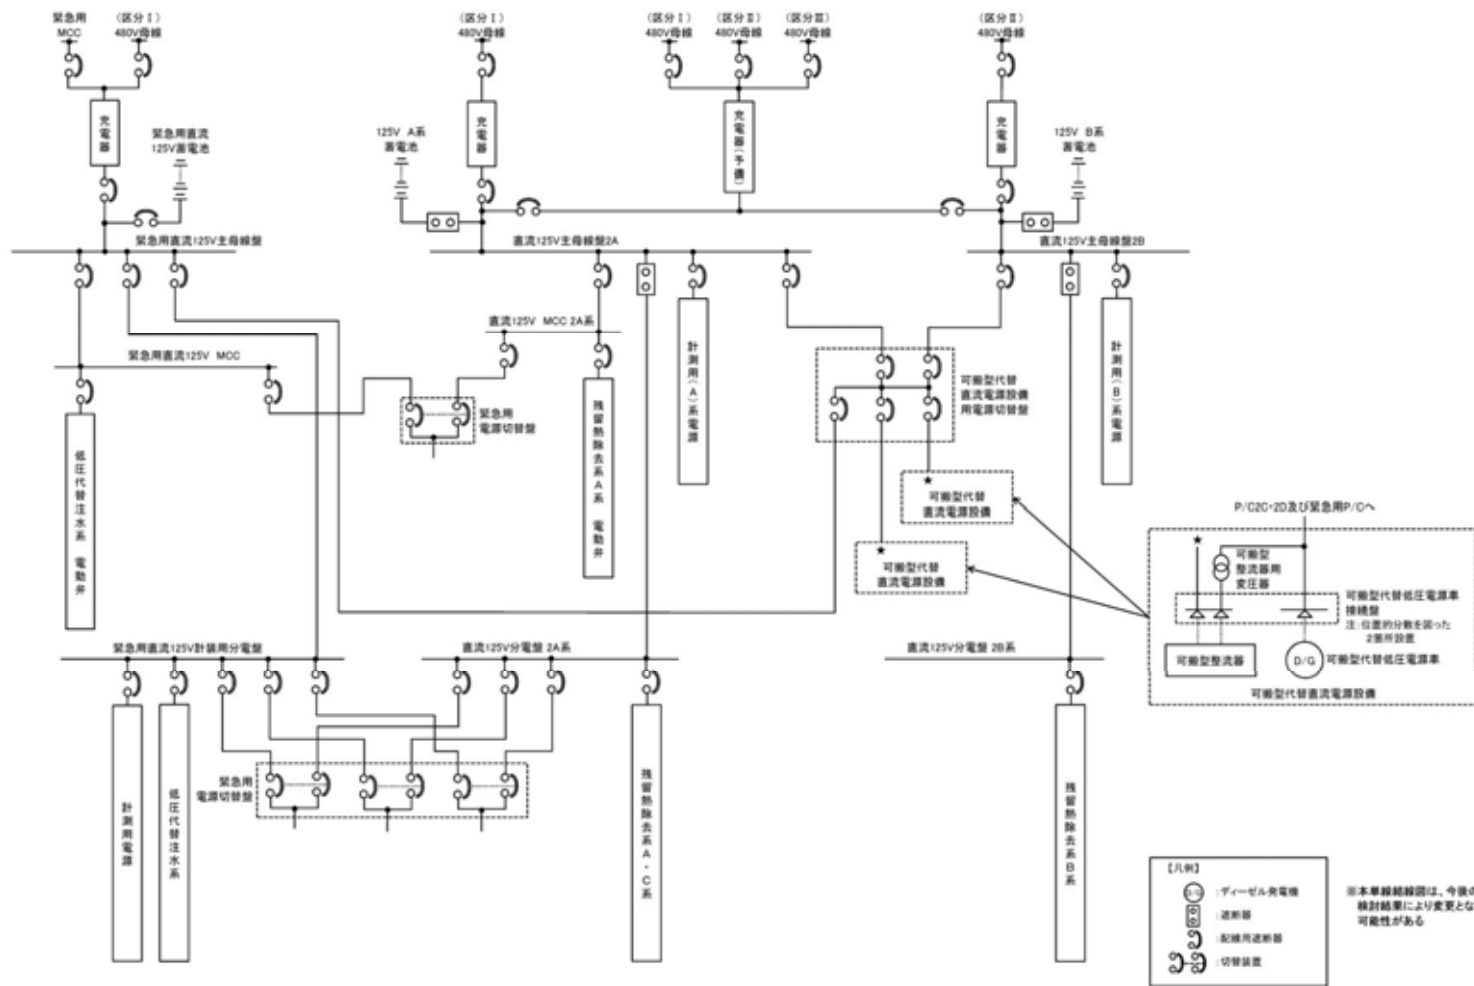 緊急用
MCC
(区分Ⅰ)
480V母線
(区分Ⅰ)
480V母線
(区分Ⅰ)
480V母線
(区分Ⅱ)
480V母線
(区分Ⅲ)
480V母線
(区分Ⅱ)
480V母線
充電器
緊急用直流
125V蓄電池
125V A系
蓄電池
充電器
充電器(予備)
充電器
125V B系
蓄電池
緊急用直流125V主母線盤
直流125V主母線盤2A
直流125V主母線盤2B
直流125V MCC 2A系
緊急用直流125V MCC
緊急用
電源切替盤
計測用(A)系電源
計測用(B)系電源
可搬型代替
直流電源設備
用電源切替盤
低圧代替注水系 電動弁
残留熱除去系A系 電動弁
★
可搬型代替
直流電源設備
★
可搬型代替
直流電源設備
P/C2C・2D及び緊急用P/Cへ
★
可搬型
整流器用
変圧器
可搬型代替低圧電源車
接続盤
注:位置的分散を図った
2箇所設置
可搬型整流器
D/G
可搬型代替低圧電源車
可搬型代替直流電源設備
緊急用直流125V計装用分電盤
直流125V分電盤 2A系
直流125V分電盤 2B系
緊急用
電源切替盤
計測用電源
低圧代替注水系
残留熱除去系A・C系
残留熱除去系B系
【凡例】
D/G
:ディーゼル発電機
:遮断器
:配線用遮断器
:切替装置
※本単線結線図は、今後の
検討結果により変更とな
可能性がある